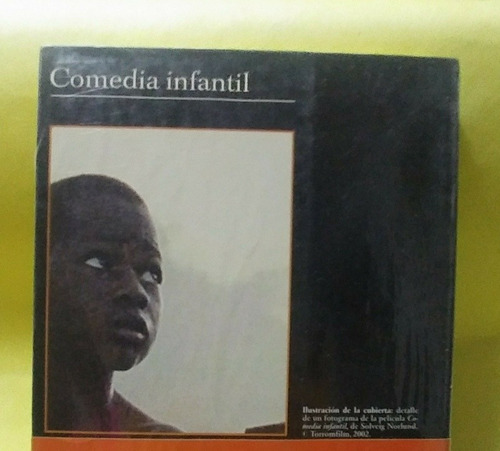 Comedia infantil
Ilustración de la cubierta: detalle
de un fotograma de la película Co-
media infantil, de Solveig Nordlund.
© Torromfilm, 2002.